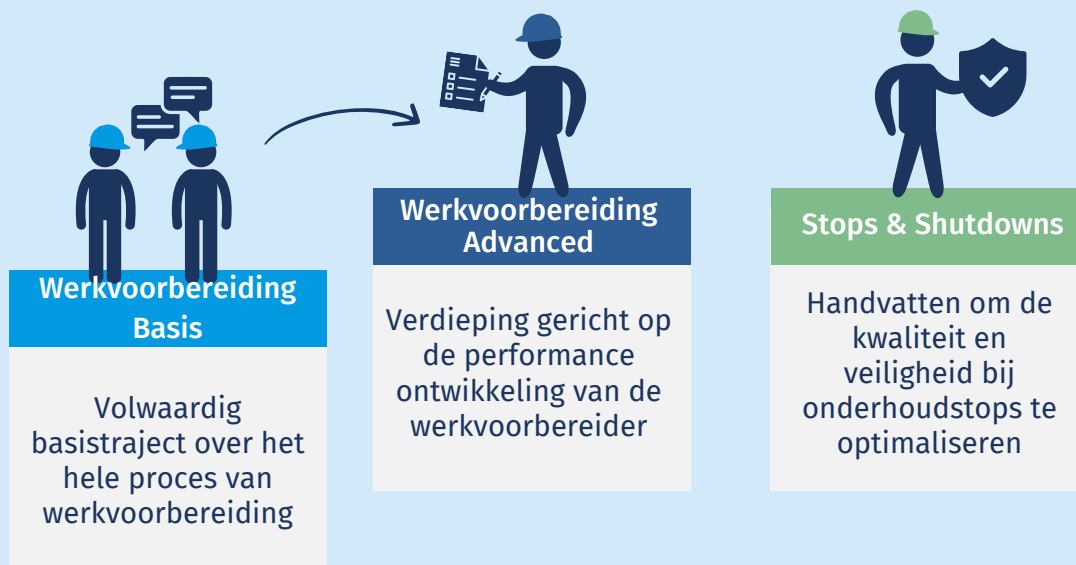 Werkvoorbereiding
Basis
Volwaardig
basistraject over het
hele proces van
werkvoorbereiding
Werkvoorbereiding
Advanced
Verdieping gericht op
de performance
ontwikkeling van de
werkvoorbereider
Stops & Shutdowns
Handvatten om de
kwaliteit en
veiligheid bij
onderhoudstops te
optimaliseren